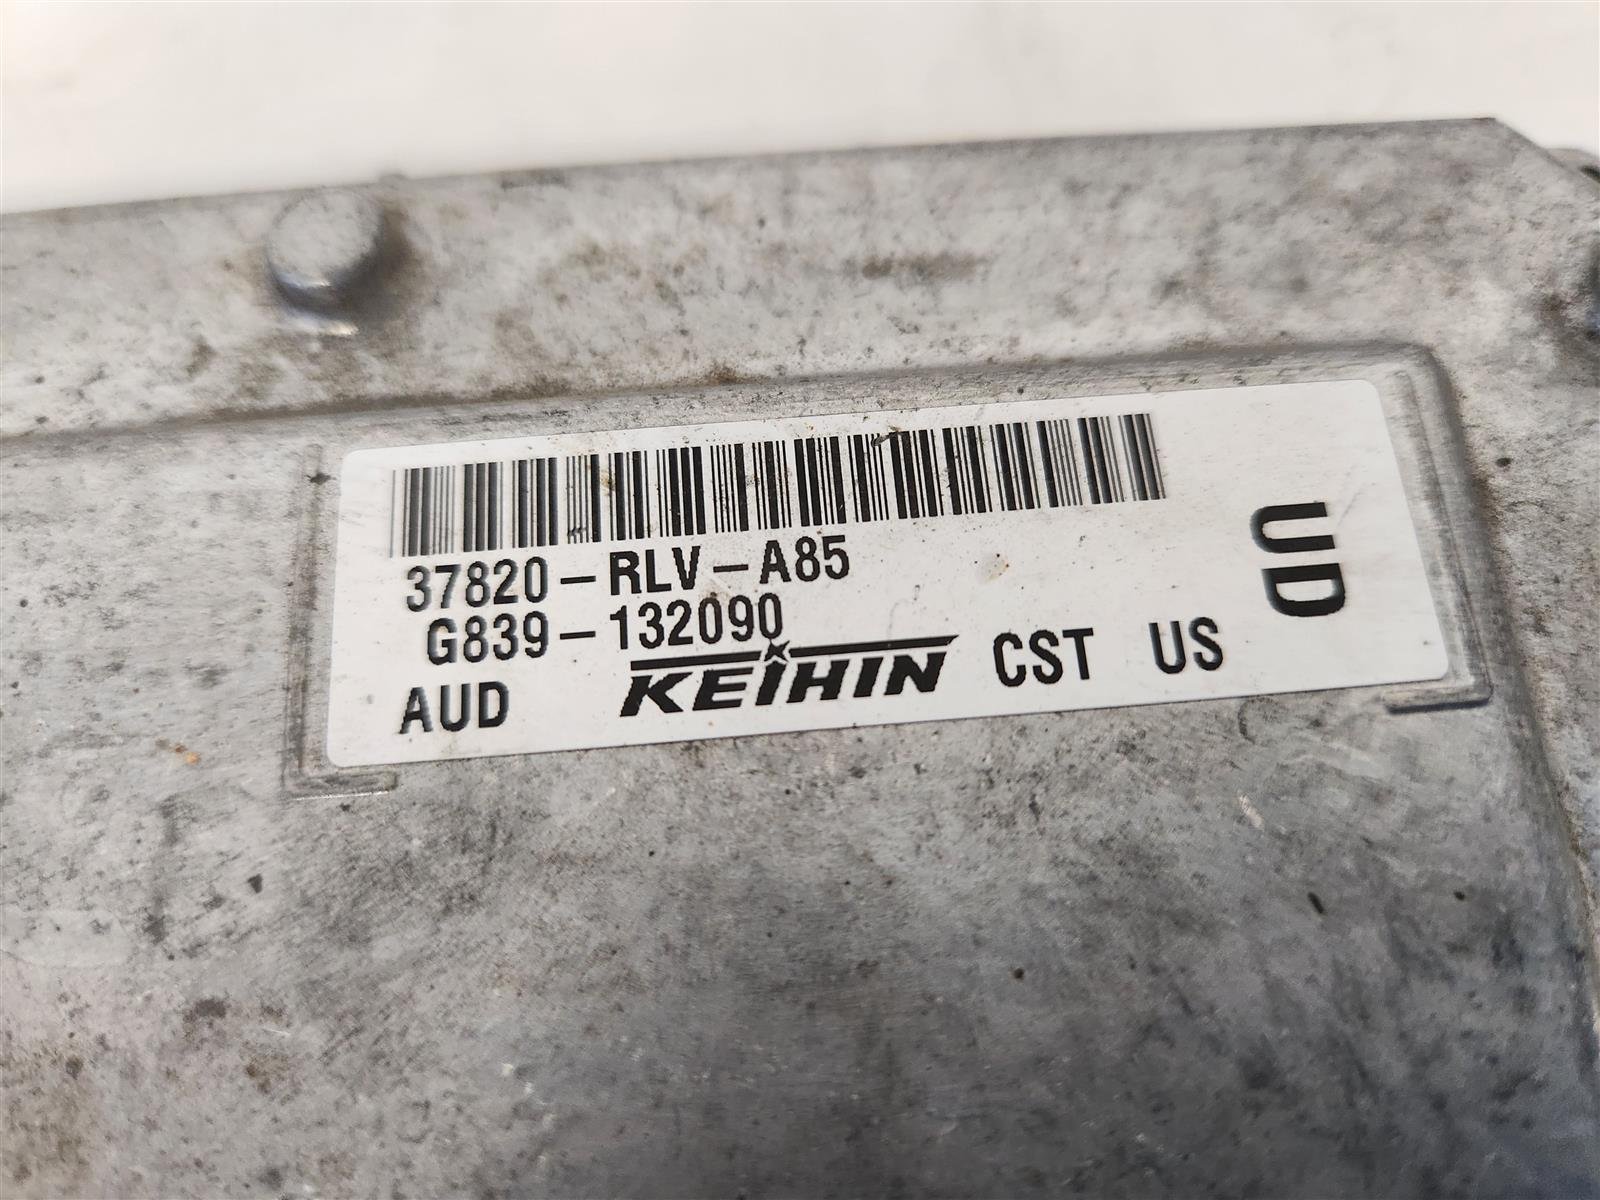 37820-RLV-A85
G839-132090
AUD KEIHIN CST US
UD